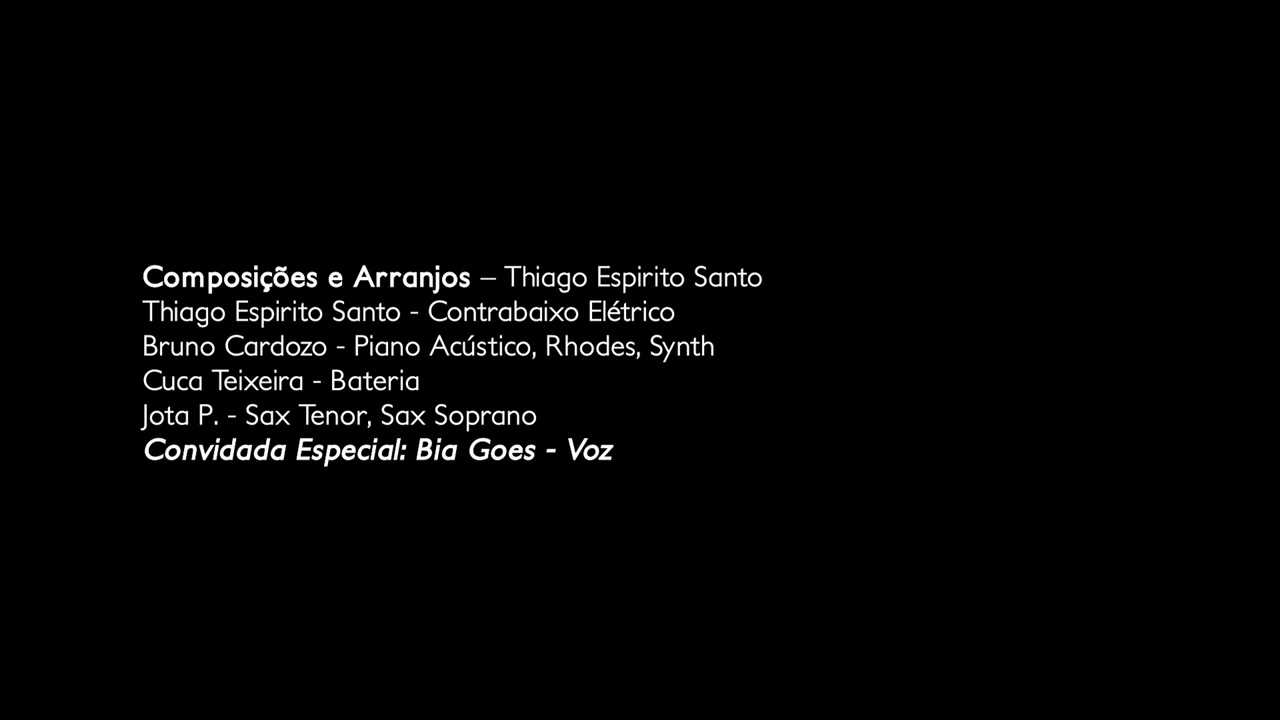 Composições e Arranjos – Thiago Espirito Santo
Thiago Espirito Santo - Contrabaixo Elétrico
Bruno Cardozo - Piano Acústico, Rhodes, Synth
Cuca Teixeira - Bateria
Jota P. - Sax Tenor, Sax Soprano
Convidada Especial: Bia Goes - Voz